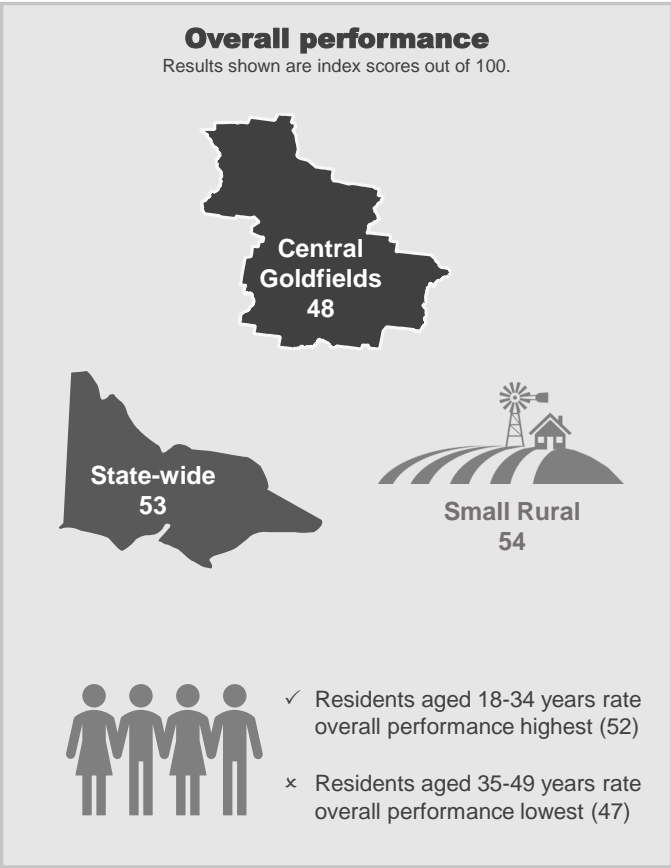 Overall performance
Results shown are index scores out of 100.
Central
Goldfields
48
State-wide
53
Small Rural
54
✓ Residents aged 18-34 years rate
overall performance highest (52)
× Residents aged 35-49 years rate
overall performance lowest (47)